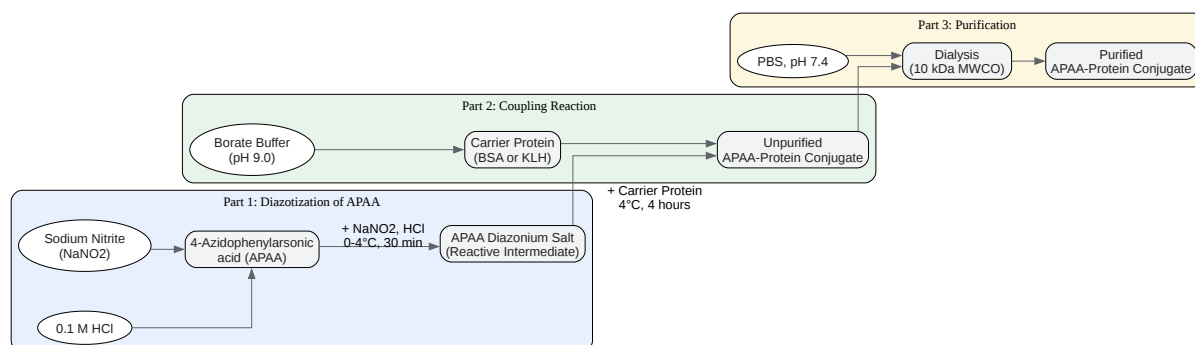 Part 3: Purification
PBS, pH 7.4
Dialysis
(10 kDa MWCO)
Purified
APAA-Protein Conjugate
Part 2: Coupling Reaction
Borate Buffer
(pH 9.0)
Carrier Protein
(BSA or KLH)
Unpurified
APAA-Protein Conjugate
+ Carrier Protein
4°C, 4 hours
Part 1: Diazotization of APAA
Sodium Nitrite
(NaNO2)
4-Azidophenylarsonic
acid (APAA)
+ NaNO2, HCl
0-4°C, 30 min
APAA Diazonium Salt
(Reactive Intermediate)
0.1 M HCl